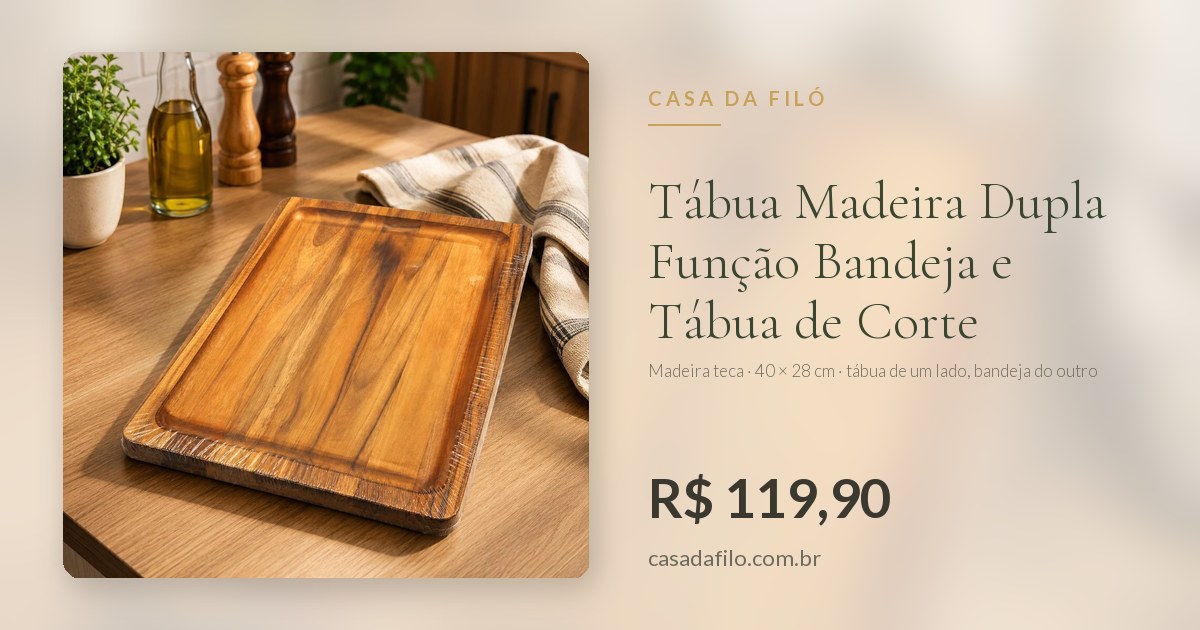 CASA DA FILÓ
Tábua Madeira Dupla
Função Bandeja e
Tábua de Corte
Madeira teca · 40 × 28 cm · tábua de um lado, bandeja do outro
R$ 119,90
casadafilo.com.br